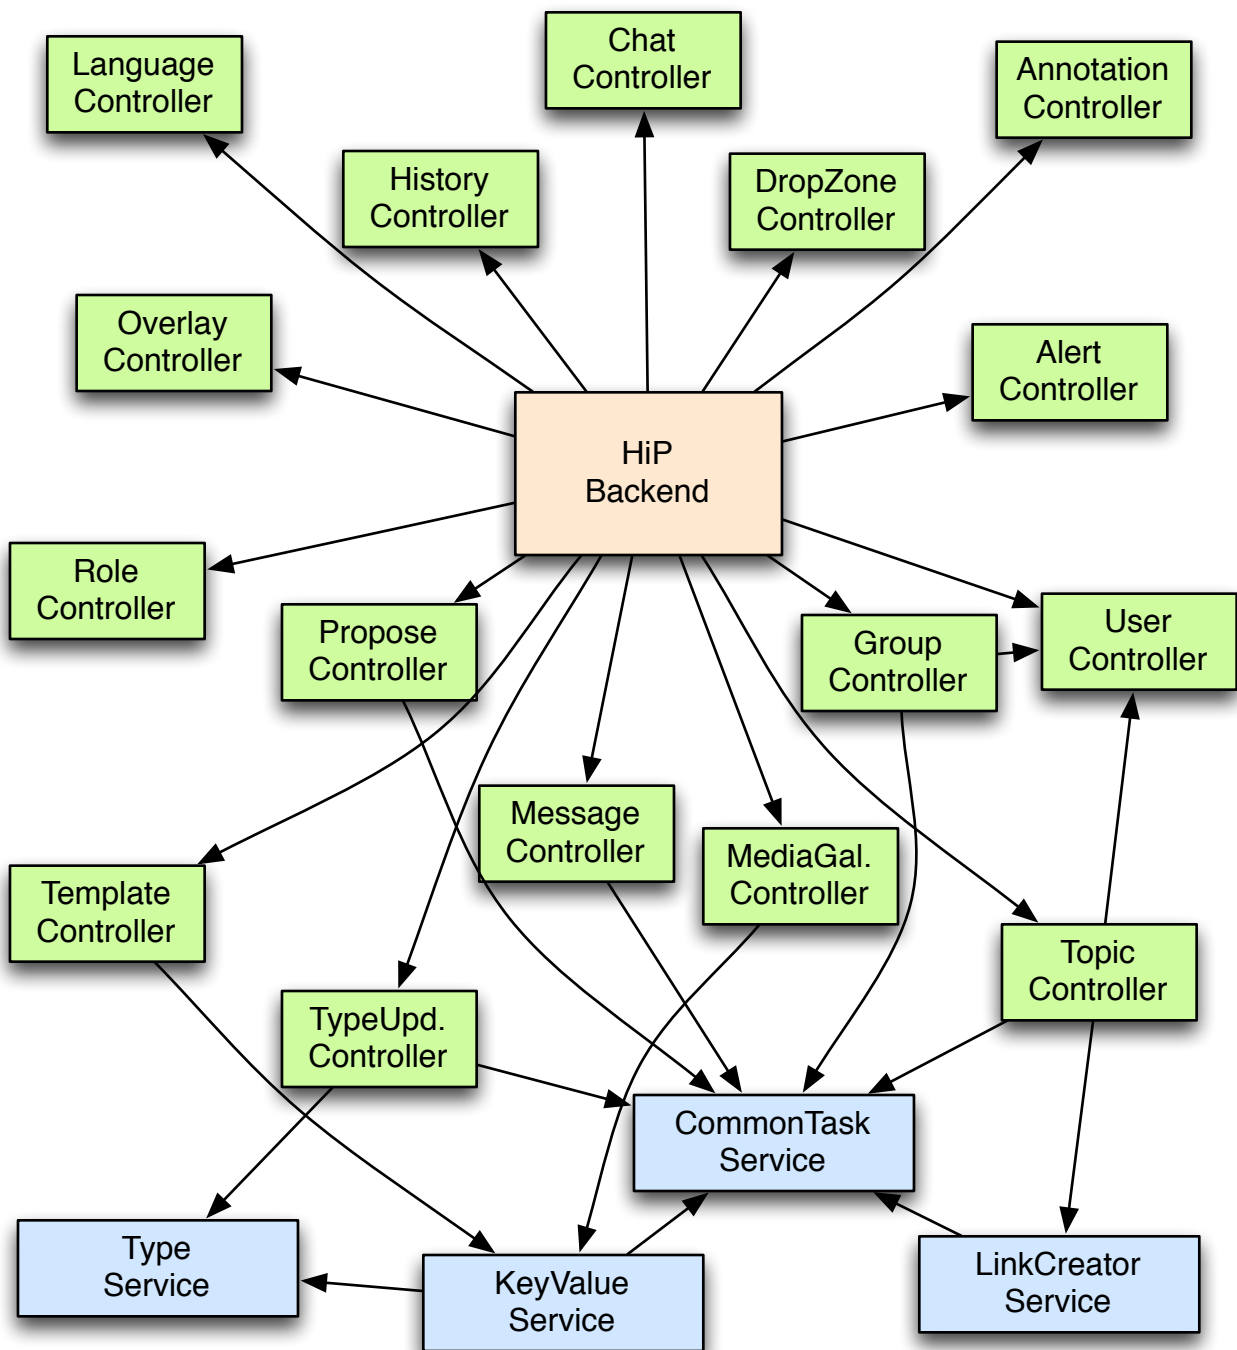 Language
Controller
Chat
Controller
Annotation
Controller
History
Controller
DropZone
Controller
Overlay
Controller
Alert
Controller
HiP
Backend
Role
Controller
Propose
Controller
Group
Controller
User
Controller
Message
Controller
MediaGal.
Controller
Template
Controller
Topic
Controller
TypeUpd.
Controller
CommonTask
Service
Type
Service
KeyValue
Service
LinkCreator
Service